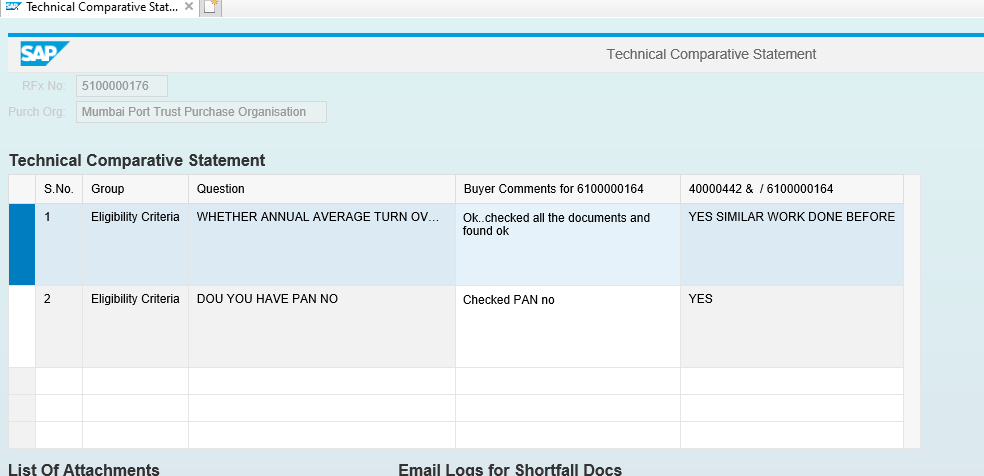 Technical Comparative Stat...
SAP
Technical Comparative Statement
RFx No: 5100000176
Purch Org: Mumbai Port Trust Purchase Organisation
Technical Comparative Statement
S.No. Group Question Buyer Comments for 6100000164 40000442 & / 6100000164
1 Eligibility Criteria WHETHER ANNUAL AVERAGE TURN OV... Ok..checked all the documents and YES SIMILAR WORK DONE BEFORE
found ok
2 Eligibility Criteria DOU YOU HAVE PAN NO Checked PAN no YES
List Of Attachments Email Logs for Shortfall Docs